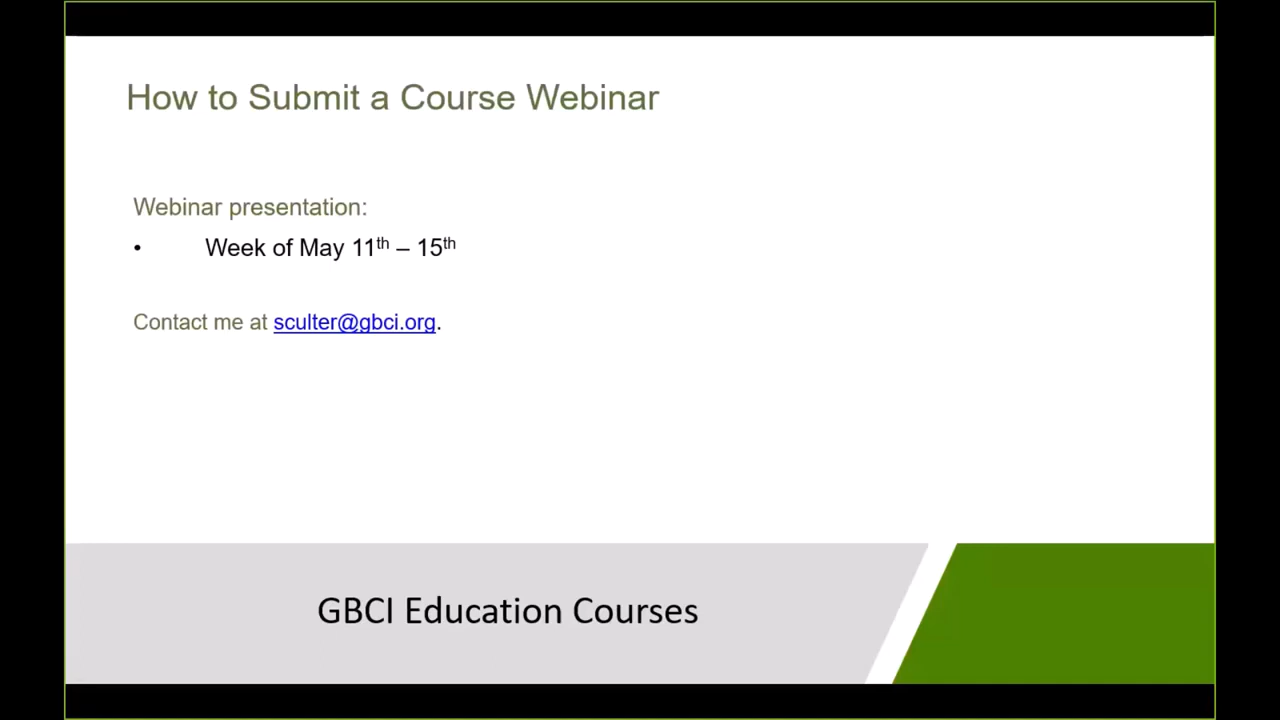 How to Submit a Course Webinar
Webinar presentation:
• Week of May 11th – 15th
Contact me at sculter@gbci.org.
GBCI Education Courses